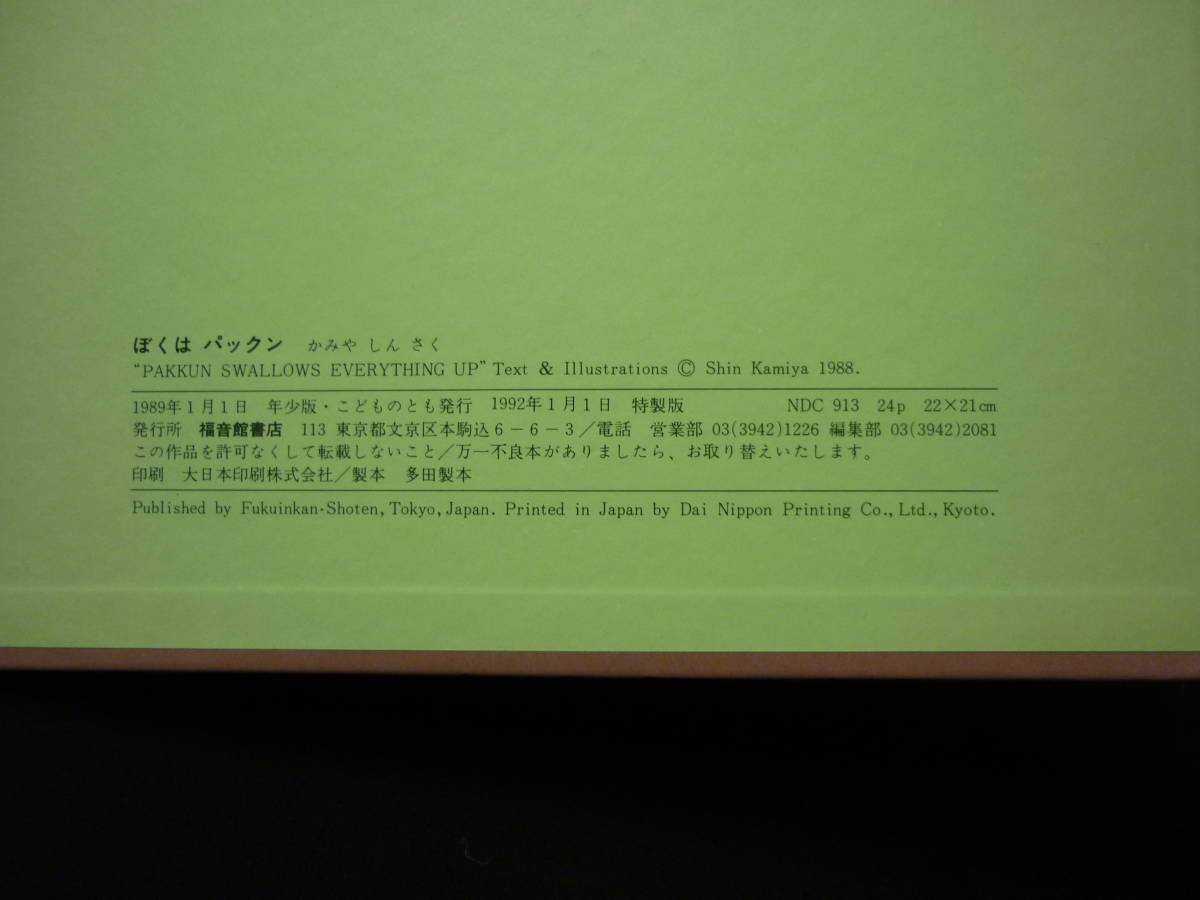 ぼくは パックン　かみや しん さく
"PAKKUN SWALLOWS EVERYTHING UP" Text & Illustrations © Shin Kamiya 1988.
1989年1月1日　年少版・こどものとも発行　1992年1月1日　特製版　NDC 913　24p　22×21cm
発行所　福音館書店　113 東京都文京区本駒込6-6-3／電話　営業部 03(3942)1226 編集部 03(3942)2081
この作品を許可なくして転載しないこと／万一不良本がありましたら、お取り替えいたします。
印刷　大日本印刷株式会社／製本　多田製本
Published by Fukuinkan-Shoten, Tokyo, Japan. Printed in Japan by Dai Nippon Printing Co., Ltd., Kyoto.